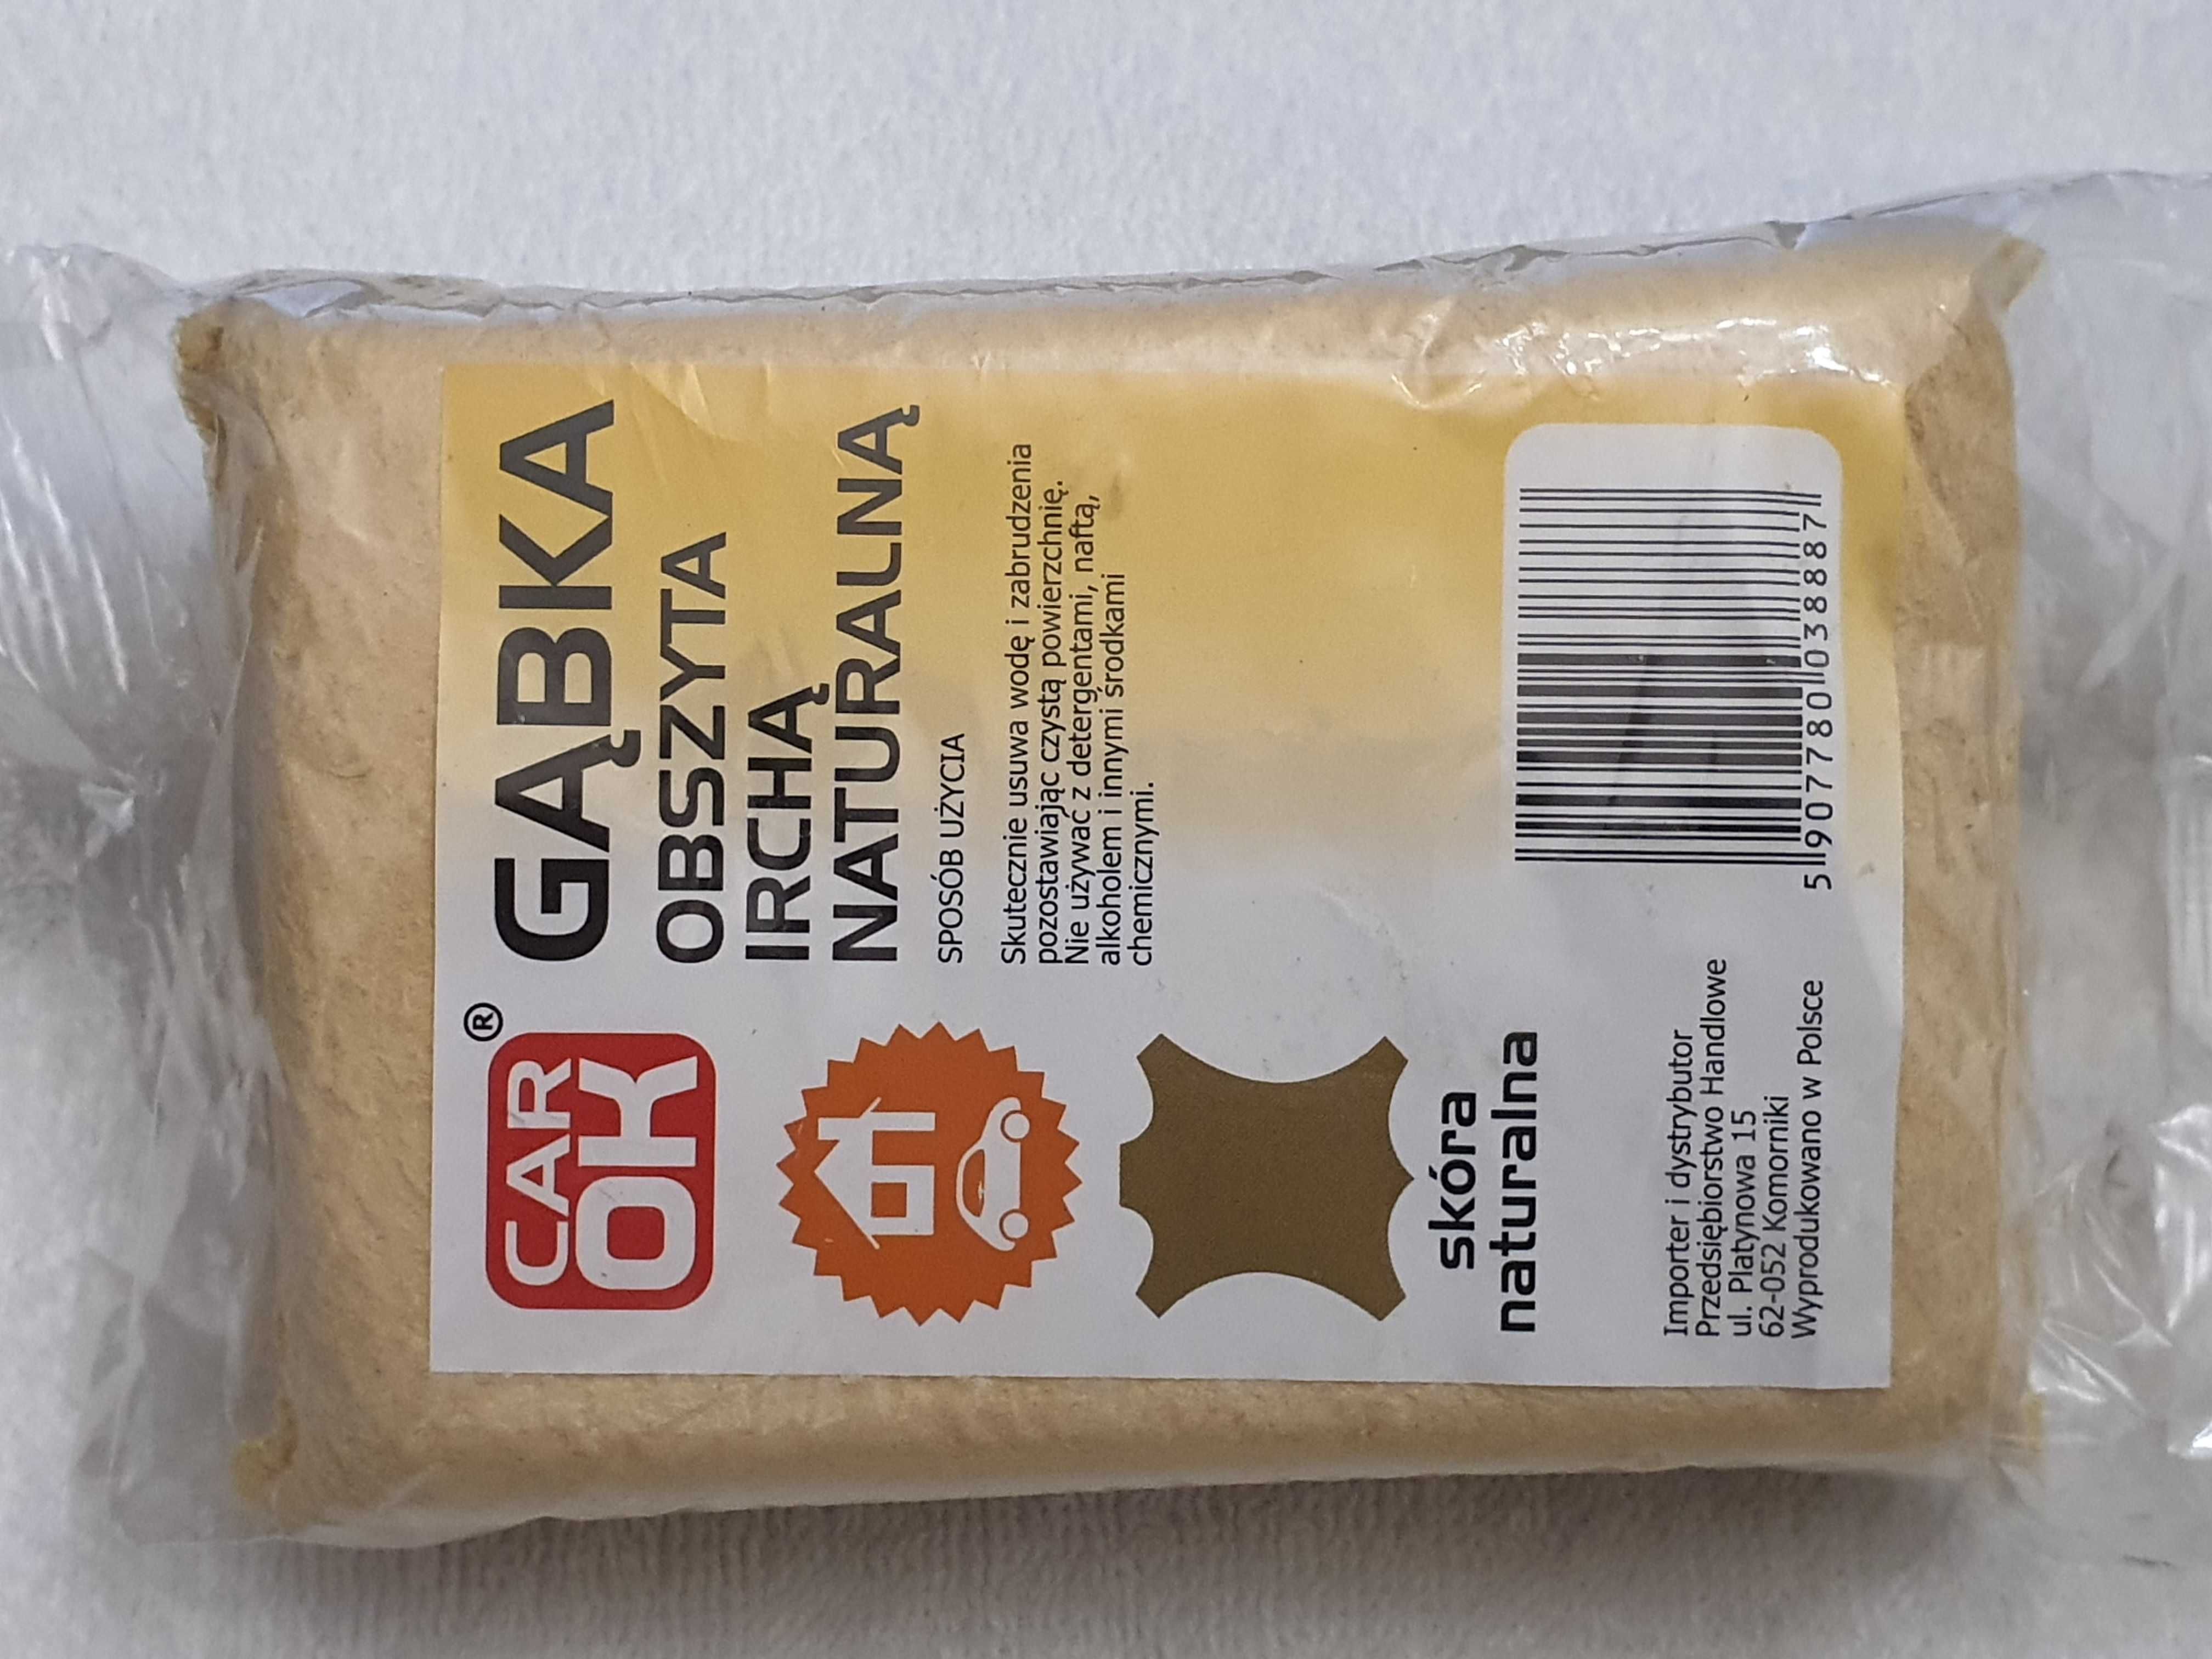 CAR
OK®
GĄBKA
OBSZYTA
IRCHĄ
NATURALNĄ
SPOSÓB UŻYCIA
Skutecznie usuwa wodę i zabrudzenia
pozostawiając czystą powierzchnię.
Nie używać z detergentami, naftą,
alkoholem i innymi środkami
chemicznymi.
skóra
naturalna
Importer i dystrybutor
Przedsiębiorstwo Handlowe
ul. Platynowa 15
62-052 Komorniki
Wyprodukowano w Polsce
5 907780 038887